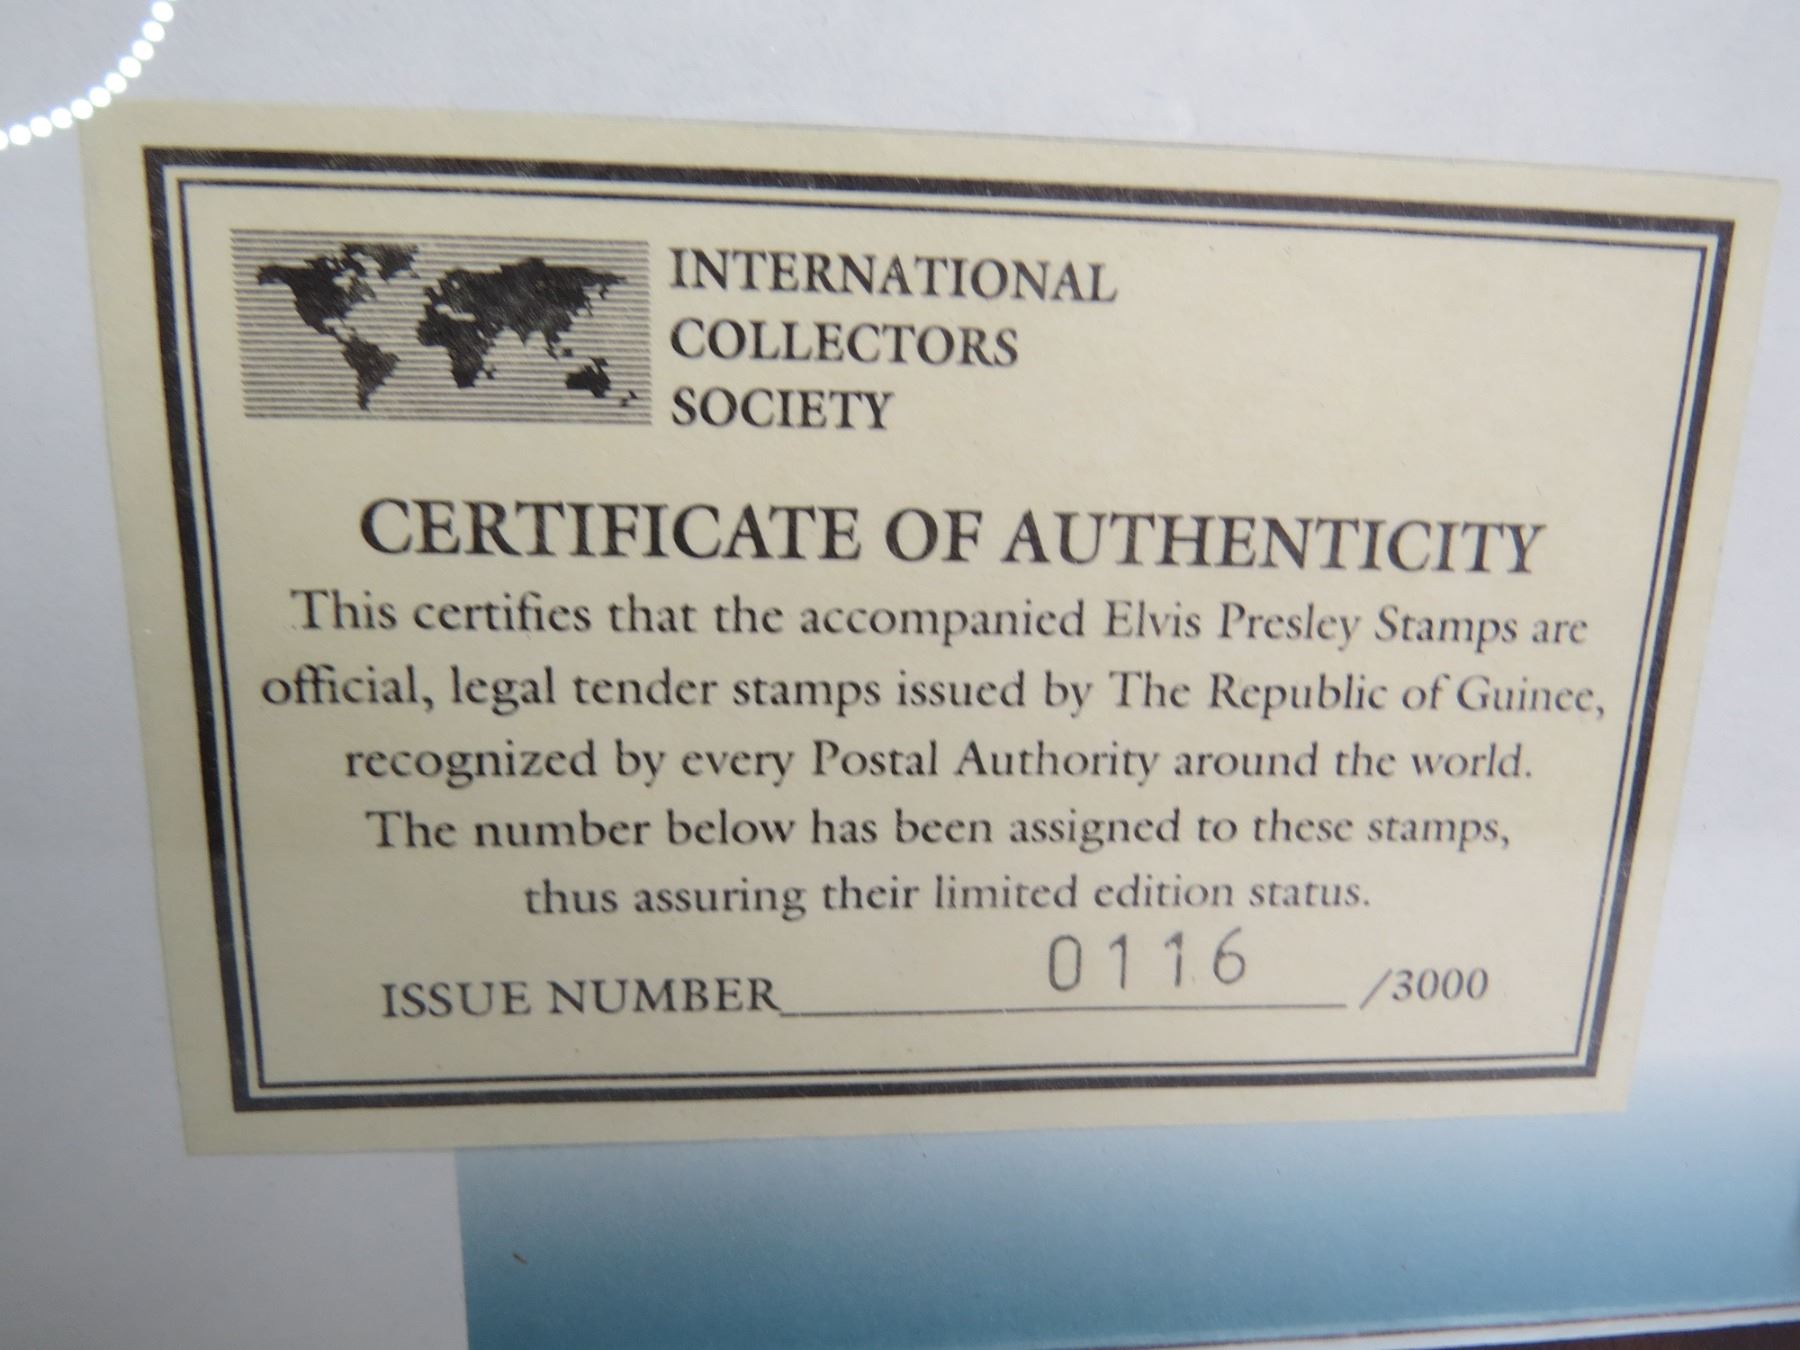 INTERNATIONAL
COLLECTORS
SOCIETY
CERTIFICATE OF AUTHENTICITY
This certifies that the accompanied Elvis Presley Stamps are
official, legal tender stamps issued by The Republic of Guinee,
recognized by every Postal Authority around the world.
The number below has been assigned to these stamps,
thus assuring their limited edition status.
ISSUE NUMBER 0116 /3000